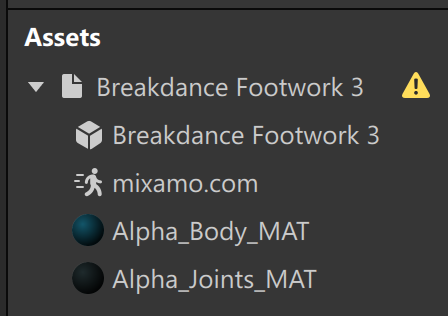 Assets
Breakdance Footwork 3
Breakdance Footwork 3
mixamo.com
Alpha_Body_MAT
Alpha_Joints_MAT